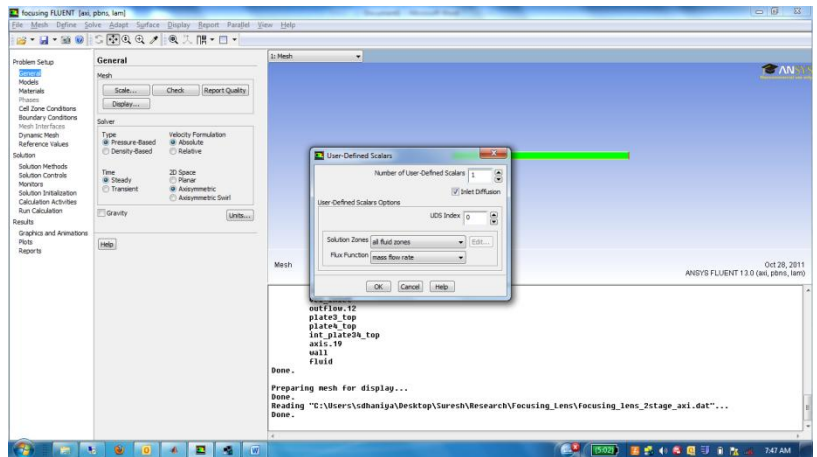 focusing FLUENT [axi, pbns, lam]
File Mesh Define Solve Adapt Surface Display Report Parallel View Help
Problem Setup
General
Models
Materials
Phases
Cell Zone Conditions
Boundary Conditions
Mesh Interfaces
Dynamic Mesh
Reference Values
Solution
Solution Methods
Solution Controls
Monitors
Solution Initialization
Calculation Activities
Run Calculation
Results
Graphics and Animations
Plots
Reports
General
Mesh
Scale... Check Report Quality
Display...
Solver
Type Velocity Formulation
Pressure-Based Absolute
Density-Based Relative
Time 2D Space
Steady Planar
Transient Axisymmetric
Axisymmetric Swirl
Gravity Units...
Help
1: Mesh
ANSYS
User-Defined Scalars
Number of User-Defined Scalars 1
Inlet Diffusion
User-Defined Scalars Options
UDS Index 0
Solution Zones all fluid zones Edit...
Flux Function mass flow rate
OK Cancel Help
Mesh Oct 28, 2011
ANSYS FLUENT 13.0 (axi, pbns, lam)
outflow.12
plate3_top
plate4_top
int_plate34_top
axis.19
wall
fluid
Done.
Preparing mesh for display...
Done.
Reading "C:\Users\sdhaniya\Desktop\Suresh\Research\Focusing_Lens\focusing_lens_2stage_axi.dat"...
Done.
(5:02) 7:47 AM